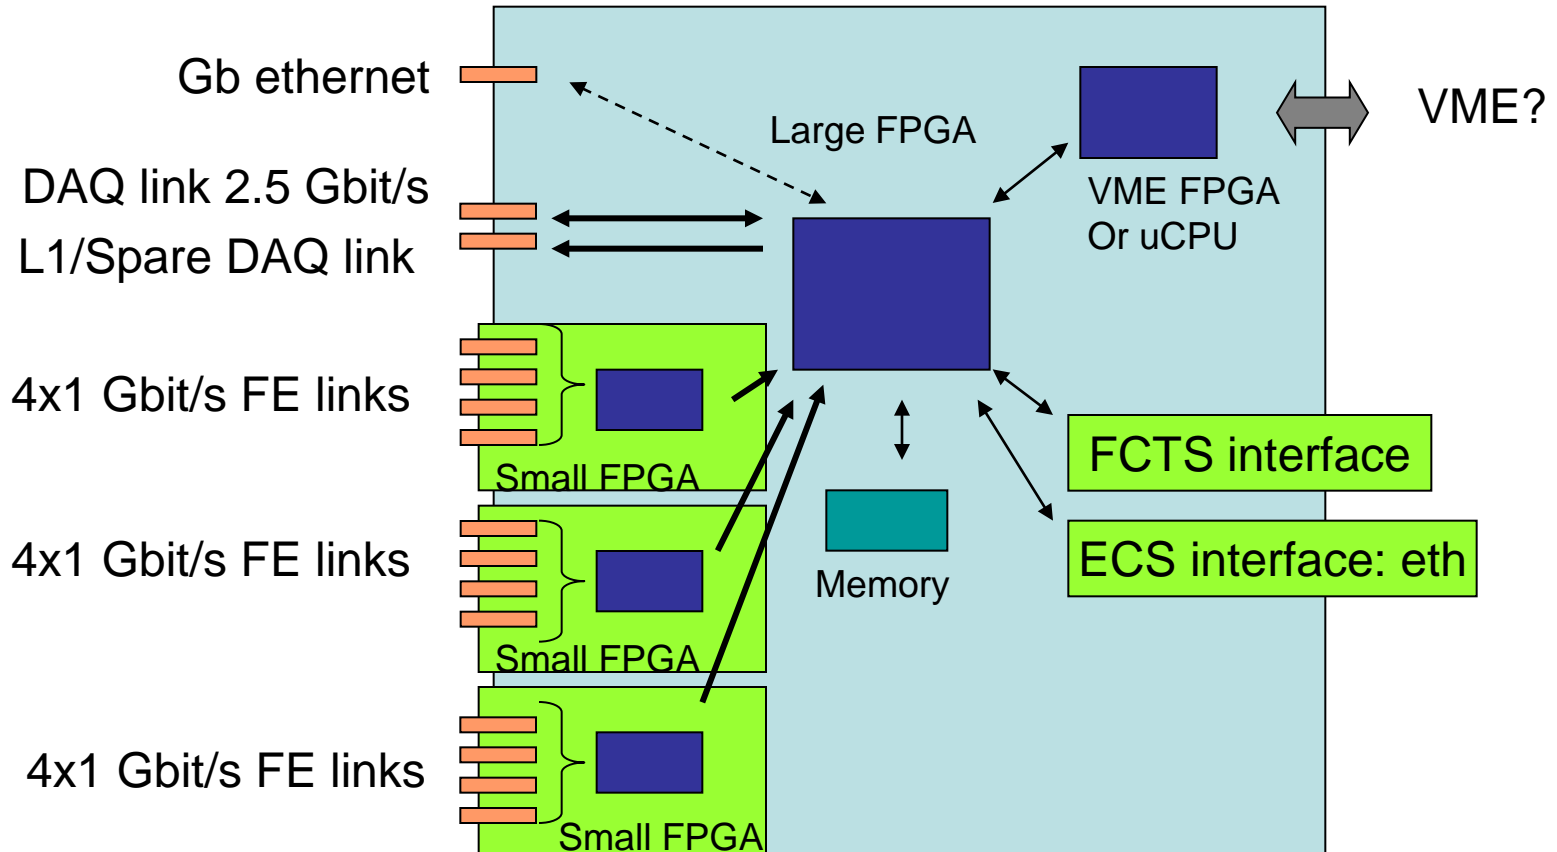 Gb ethernet
Large FPGA
VME?
DAQ link 2.5 Gbit/s
L1/Spare DAQ link
VME FPGA
Or uCPU
4x1 Gbit/s FE links
Small FPGA
FCTS interface
4x1 Gbit/s FE links
Small FPGA
Memory
ECS interface: eth
4x1 Gbit/s FE links
Small FPGA